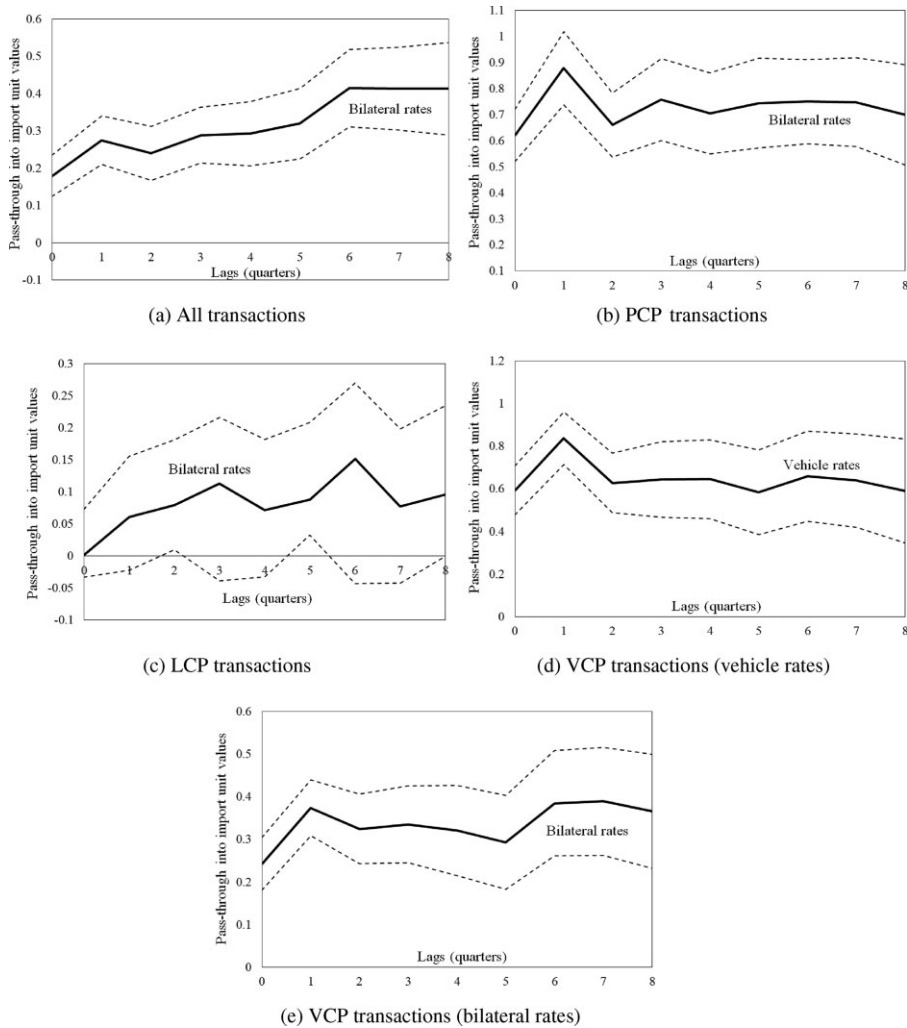 0.6
0.5
0.4
0.3
0.2
0.1
0
-0.1
Pass-through into import unit values
Bilateral rates
0 1 2 3 4 5 6 7 8
Lags (quarters)
(a) All transactions
1.1
1
0.9
0.8
0.7
0.6
0.5
0.4
0.3
0.2
0.1
Pass-through into import unit values
Bilateral rates
Lags (quarters)
0 1 2 3 4 5 6 7 8
(b) PCP transactions
0.3
0.25
0.2
0.15
0.1
0.05
0
-0.05
-0.1
Pass-through into import unit values
Bilateral rates
0 1 2 3 4 5 6 7 8
Lags (quarters)
(c) LCP transactions
1.2
1
0.8
0.6
0.4
0.2
0
Pass-through into import unit values
Vehicle rates
Lags (quarters)
0 1 2 3 4 5 6 7 8
(d) VCP transactions (vehicle rates)
0.6
0.5
0.4
0.3
0.2
0.1
0
Pass-through into import unit values
Bilateral rates
Lags (quarters)
0 1 2 3 4 5 6 7 8
(e) VCP transactions (bilateral rates)